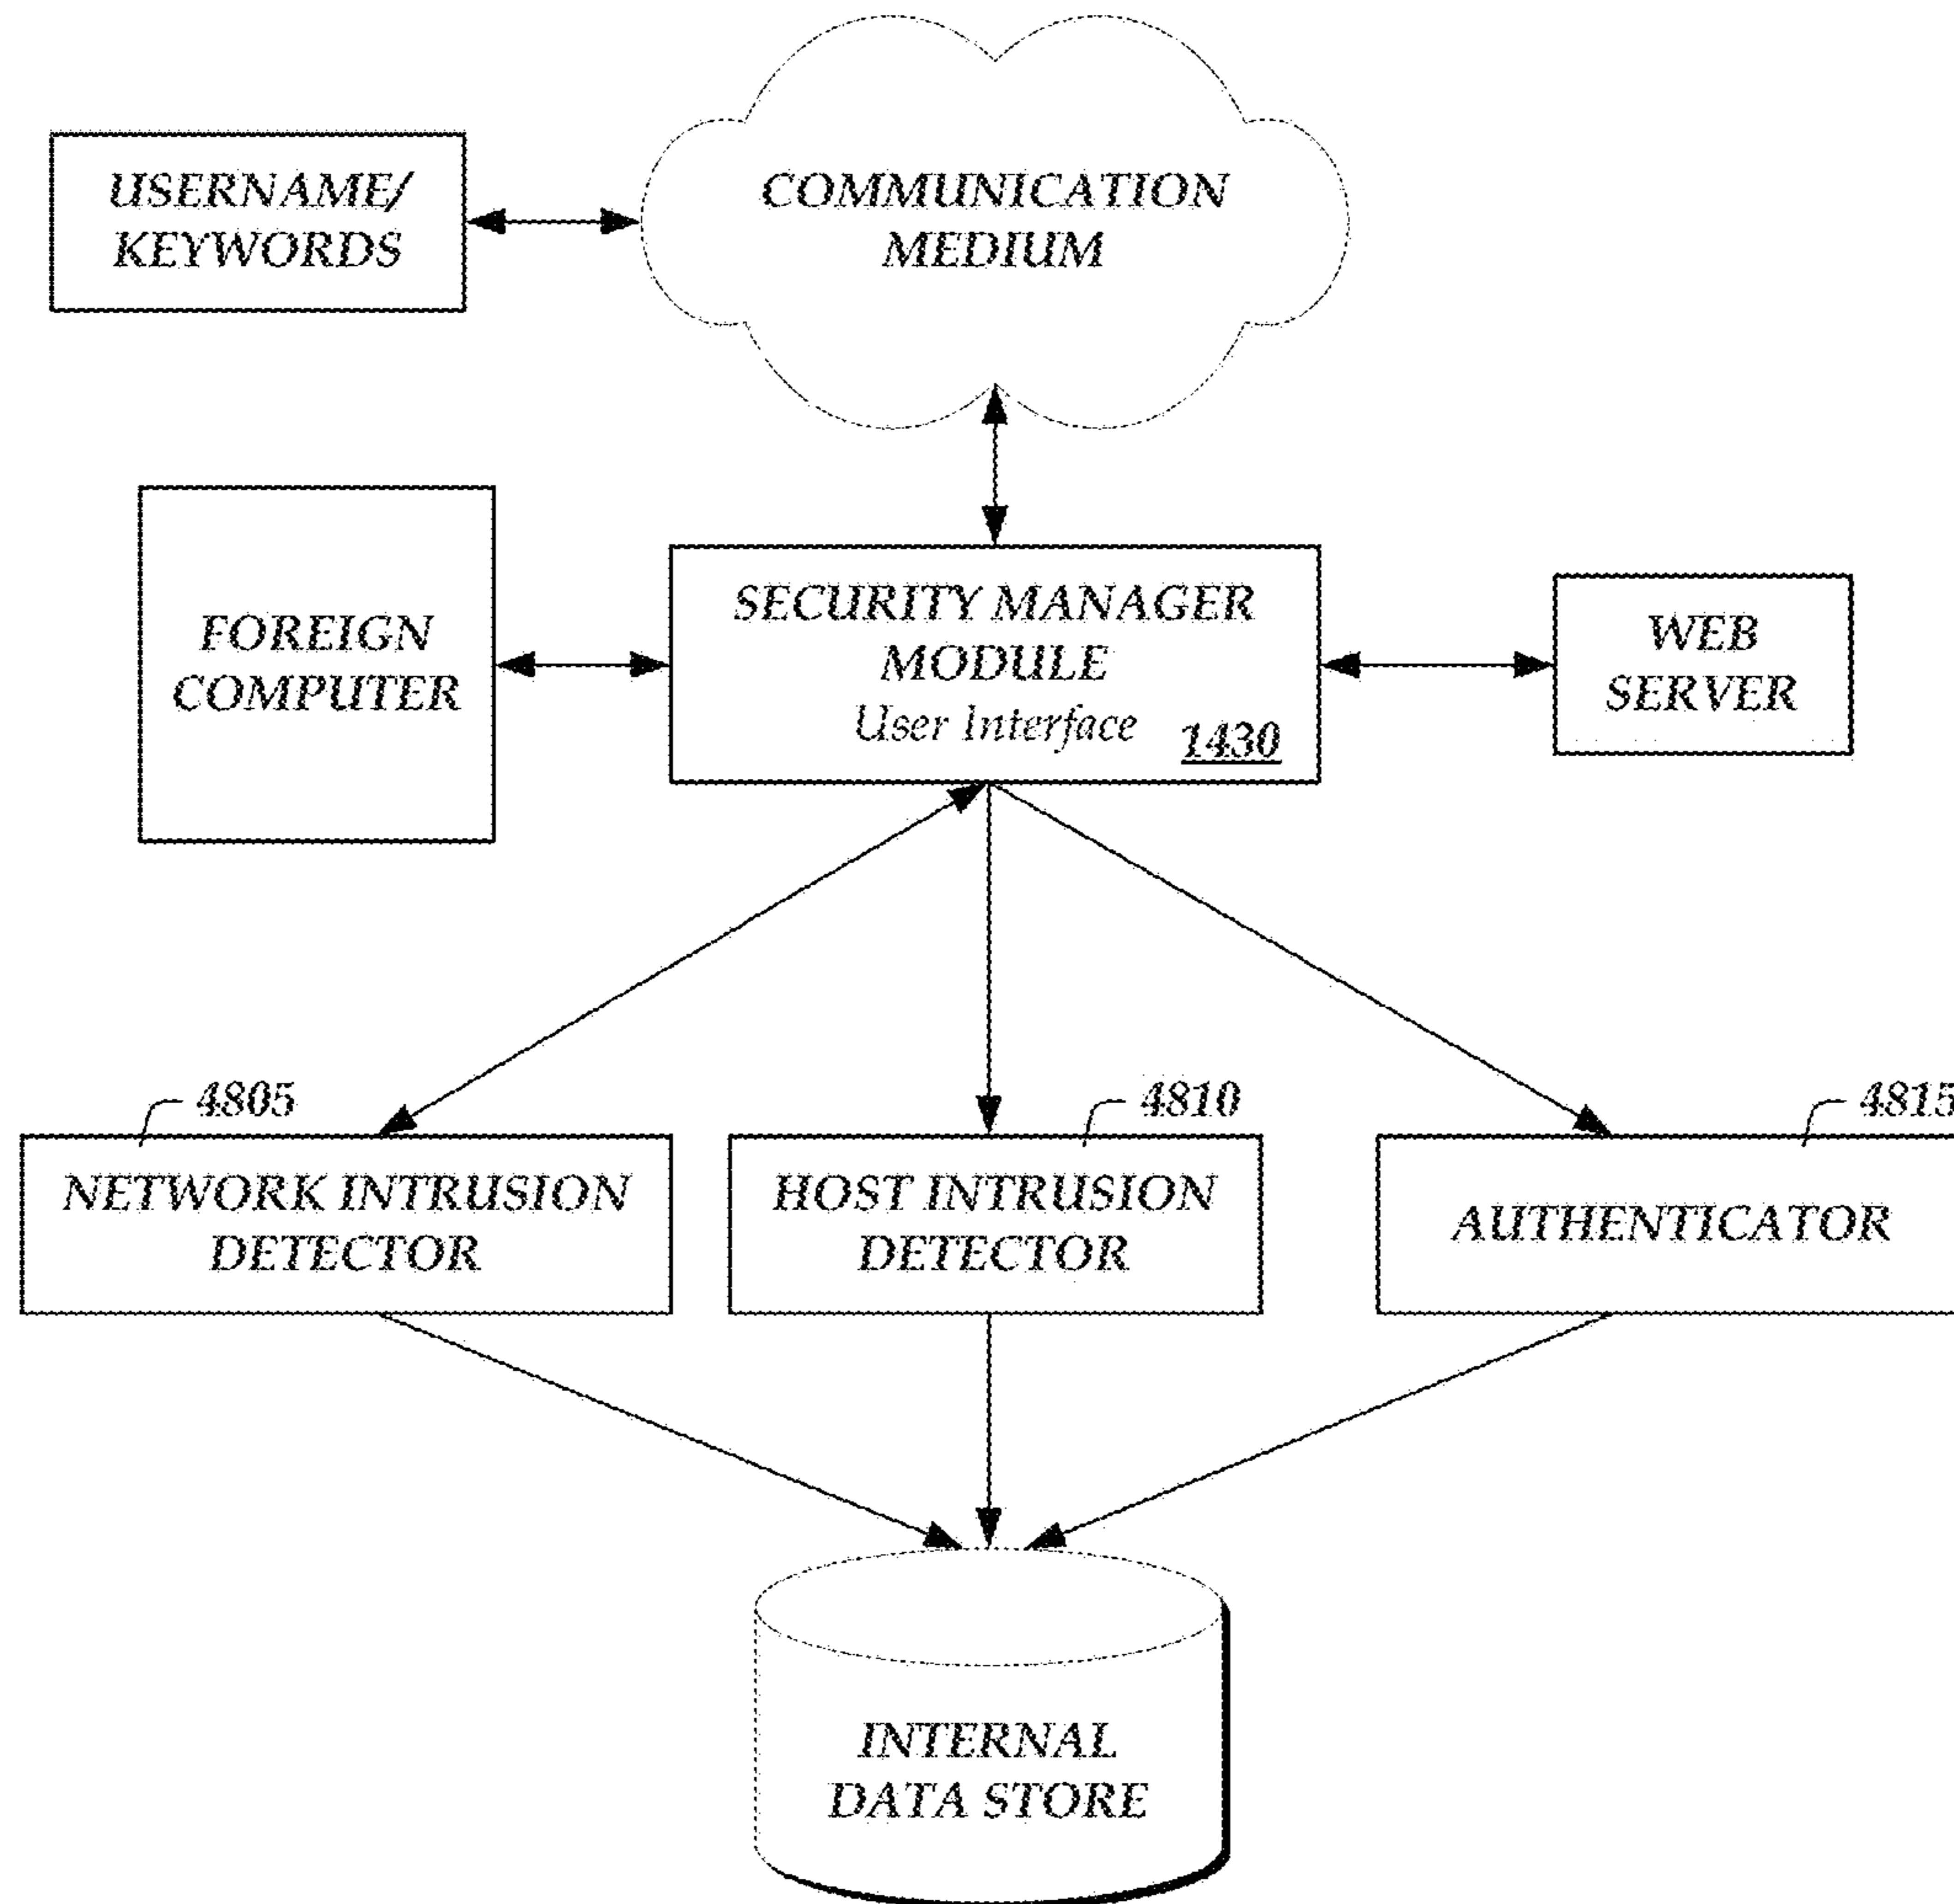 USERNAME/
KEYWORDS
COMMUNICATION
MEDIUM
FOREIGN
COMPUTER
SECURITY MANAGER
MODULE
User Interface
1430
WEB
SERVER
4805
NETWORK INTRUSION
DETECTOR
4810
HOST INTRUSION
DETECTOR
4815
AUTHENTICATOR
INTERNAL
DATA STORE